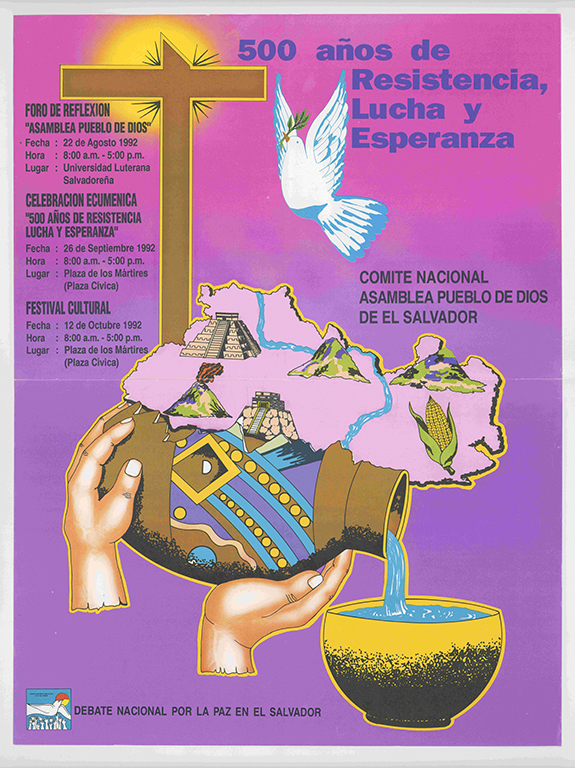 500 años de
Resistencia,
Lucha y
Esperanza
FORO DE REFLEXION
"ASAMBLEA PUEBLO DE DIOS"
Fecha : 22 de Agosto 1992
Hora : 8:00 a.m. - 5:00 p.m.
Lugar : Universidad Luterana
Salvadoreña
CELEBRACION ECUMENICA
"500 AÑOS DE RESISTENCIA
LUCHA Y ESPERANZA"
Fecha : 26 de Septiembre 1992
Hora : 8:00 a.m. - 5:00 p.m.
Lugar : Plaza de los Mártires
(Plaza Cívica)
FESTIVAL CULTURAL
Fecha : 12 de Octubre 1992
Hora : 8:00 a.m. - 5:00 p.m.
Lugar : Plaza de los Mártires
(Plaza Cívica)
COMITE NACIONAL
ASAMBLEA PUEBLO DE DIOS
DE EL SALVADOR
DEBATE NACIONAL POR LA PAZ EN EL SALVADOR